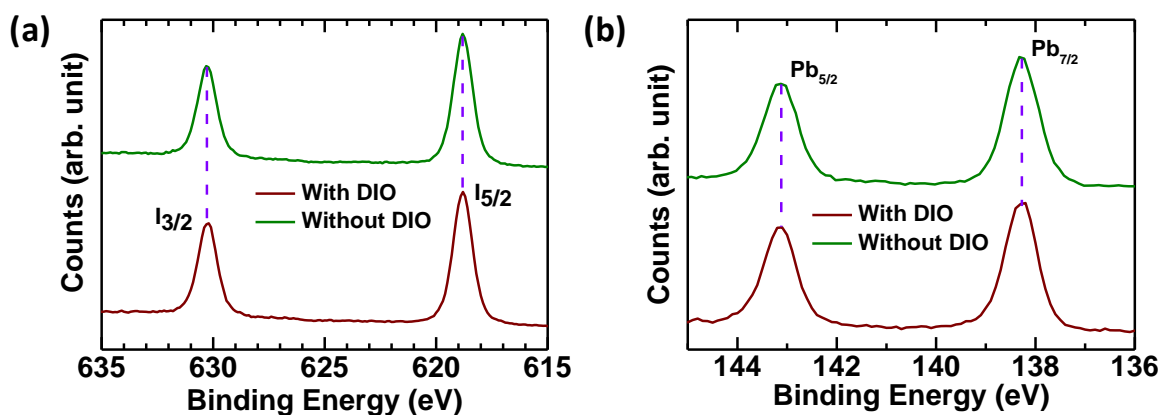 (a)
Counts (arb. unit)
I3/2
I5/2
With DIO
Without DIO
635 630 625 620 615
Binding Energy (eV)
(b)
Counts (arb. unit)
Pb5/2
Pb7/2
With DIO
Without DIO
144 142 140 138 136
Binding Energy (eV)